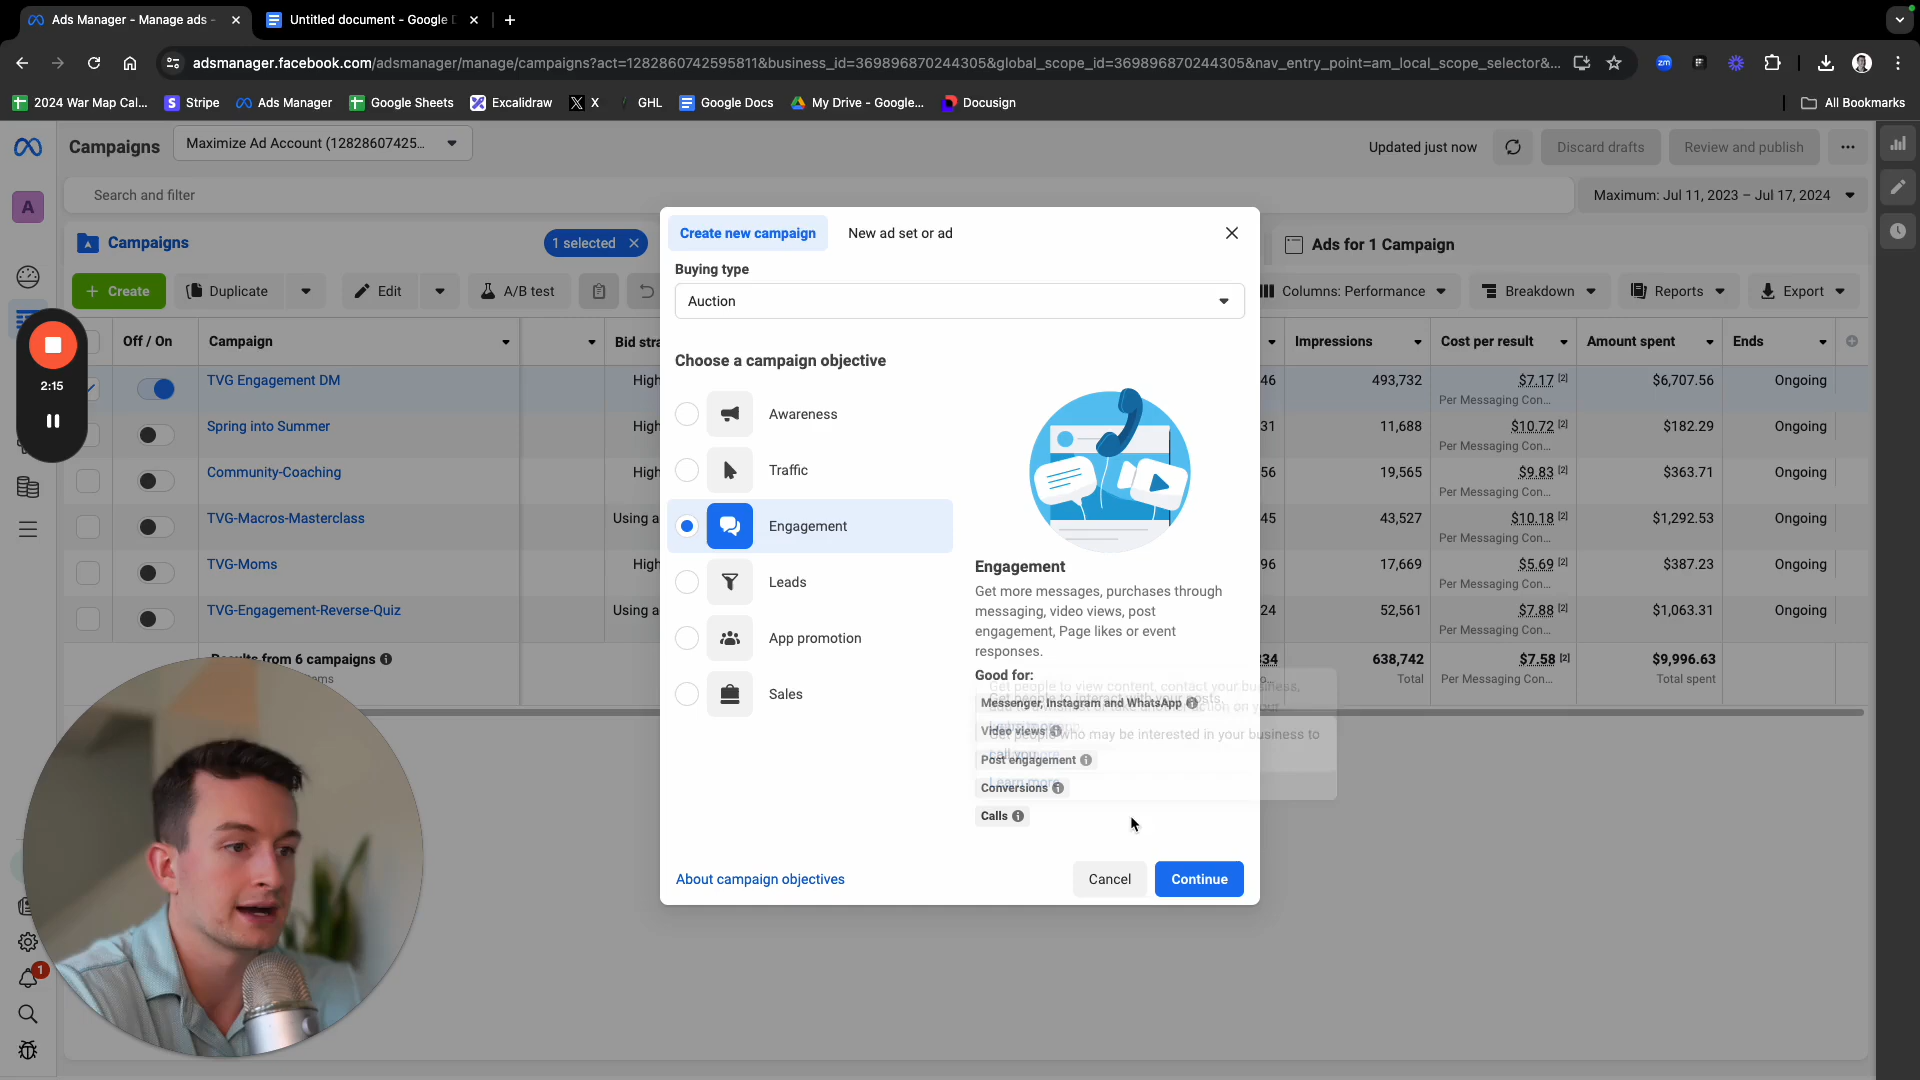 Ads Manager - Manage ads -
Untitled document - Google D
adsmanager.facebook.com/adsmanager/manage/campaigns?act=1282860742595811&business_id=369896870244305&global_scope_id=369896870244305&nav_entry_point=am_local_scope_selector&...
zm
2024 War Map Cal...
Stripe
Ads Manager
Google Sheets
Excalidraw
X
GHL
Google Docs
My Drive - Google...
Docusign
All Bookmarks
Campaigns
Maximize Ad Account (12828607425...
Updated just now
Discard drafts
Review and publish
A
Search and filter
Maximum: Jul 11, 2023 – Jul 17, 2024
Campaigns
1 selected
Ads for 1 Campaign
Create
Duplicate
Edit
A/B test
Columns: Performance
Breakdown
Reports
Export
Off / On
Campaign
Bid stra
Impressions
Cost per result
Amount spent
Ends
TVG Engagement DM
High
46
493,732
$7.17 [2]
Per Messaging Con...
$6,707.56
Ongoing
Spring into Summer
High
31
11,688
$10.72 [2]
Per Messaging Con...
$182.29
Ongoing
Community-Coaching
High
56
19,565
$9.83 [2]
Per Messaging Con...
$363.71
Ongoing
TVG-Macros-Masterclass
Using a
45
43,527
$10.18 [2]
Per Messaging Con...
$1,292.53
Ongoing
TVG-Moms
High
96
17,669
$5.69 [2]
Per Messaging Con...
$387.23
Ongoing
TVG-Engagement-Reverse-Quiz
Using a
24
52,561
$7.88 [2]
Per Messaging Con...
$1,063.31
Ongoing
Results from 6 campaigns
ems
334
638,742
Total
$7.58 [2]
Per Messaging Con...
$9,996.63
Total spent
2:15
1
Create new campaign
New ad set or ad
Buying type
Auction
Choose a campaign objective
Awareness
Traffic
Engagement
Leads
App promotion
Sales
Engagement
Get more messages, purchases through
messaging, video views, post
engagement, Page likes or event
responses.
Good for:
Get people to view content, contact your business,
Get people to interact with your posts
Messenger, Instagram and WhatsApp
Video views
Get people who may be interested in your business to
call you.
Post engagement
Learn more
Conversions
Calls
About campaign objectives
Cancel
Continue